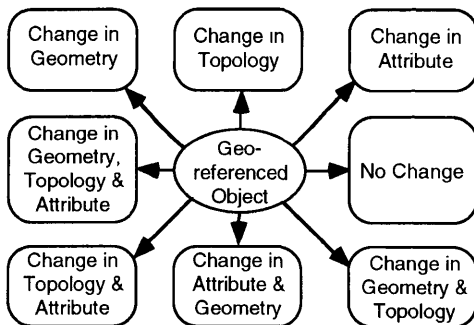 Change in
Geometry
Change in
Topology
Change in
Attribute
Change in
Geometry,
Topology &
Attribute
Geo-
referenced
Object
No Change
Change in
Topology &
Attribute
Change in
Attribute &
Geometry
Change in
Geometry &
Topology